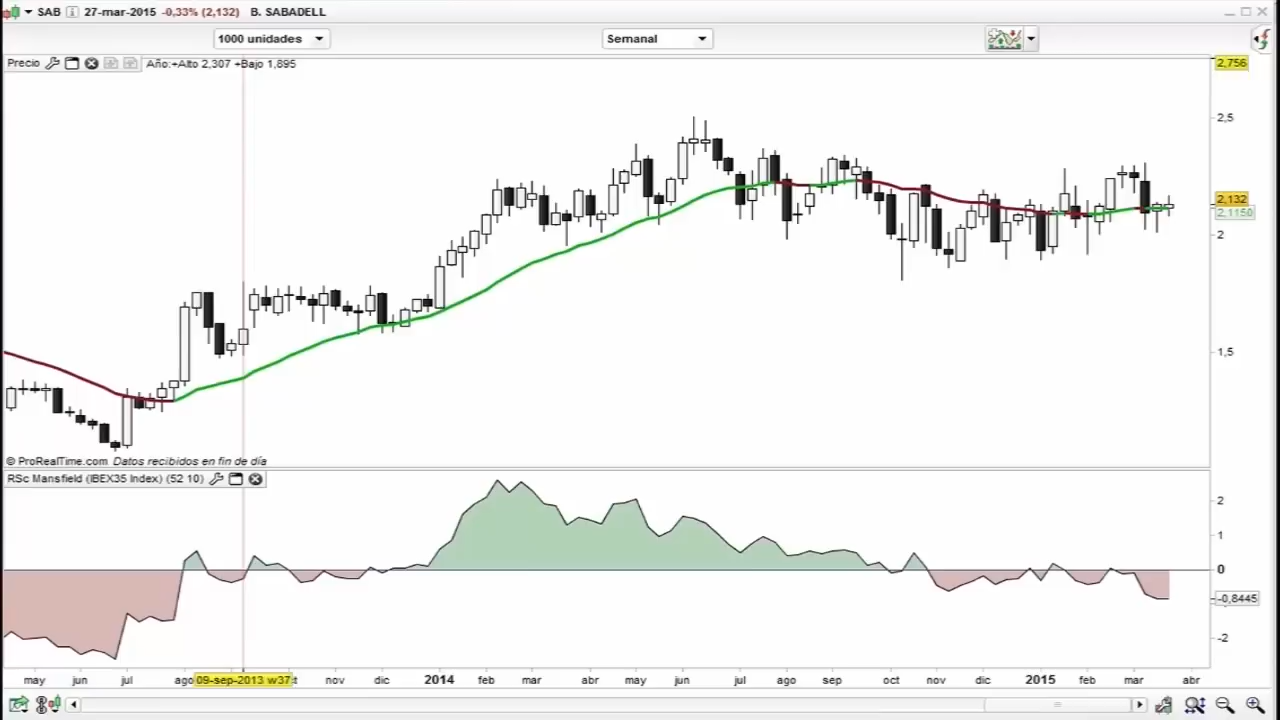 SAB 27-mar-2015 -0,33% (2,132) B. SABADELL
1000 unidades Semanal
Precio Año:+Alto 2,307 +Bajo 1,895
2,756
2,5
2,132
2,1150
2
1,5
© ProRealTime.com Datos recibidos en fin de día
RSc Mansfield (IBEX35 Index) (52 10)
2
1
0
-0,8445
-2
may jun jul ago 09-sep-2013 w37 t nov dic 2014 feb mar abr may jun jul ago sep oct nov dic 2015 feb mar abr